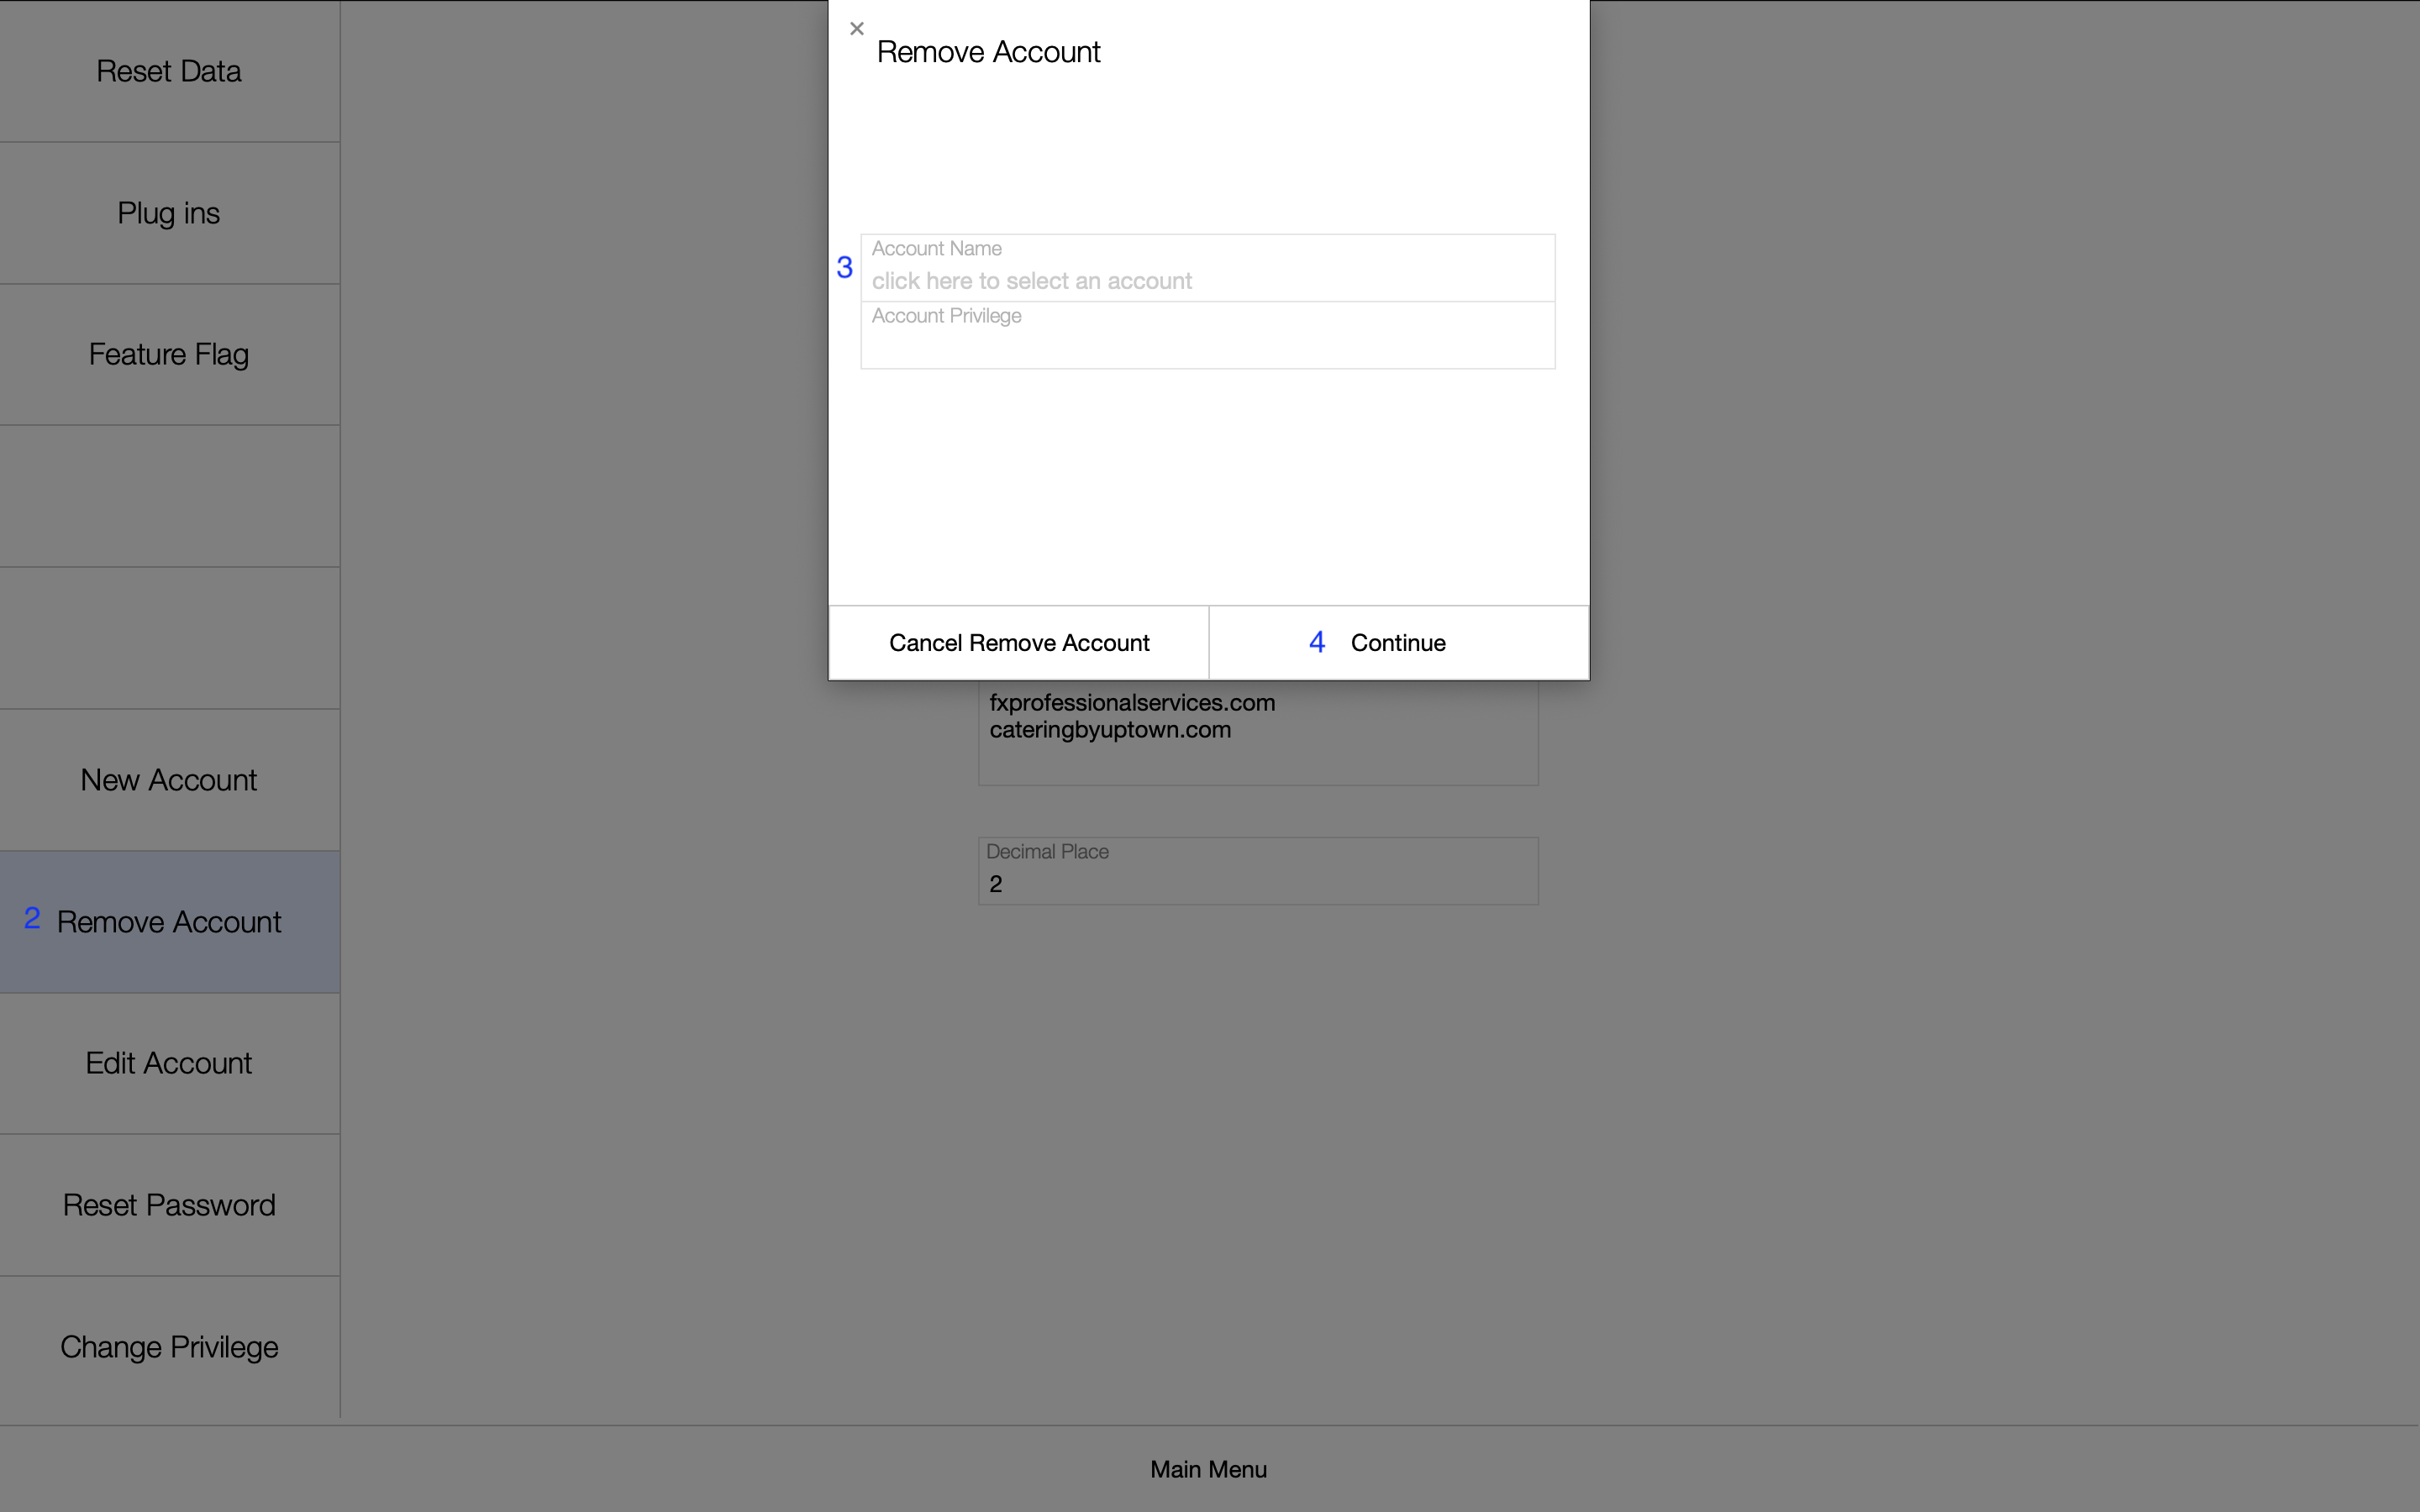 Reset Data
Plug ins
Feature Flag
New Account
2 Remove Account
Edit Account
Reset Password
Change Privilege
×
Remove Account
3
Account Name
click here to select an account
Account Privilege
Cancel Remove Account
4 Continue
fxprofessionalservices.com
cateringbyuptown.com
Decimal Place
2
Main Menu